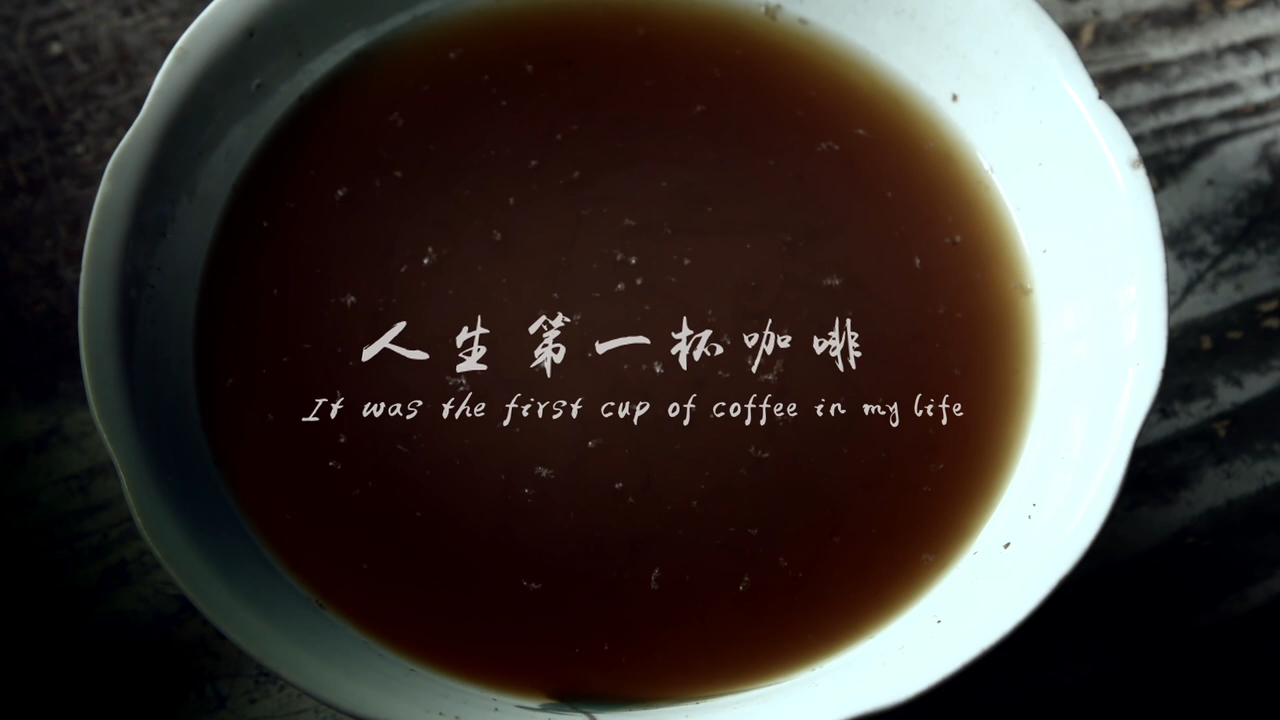 人生第一杯咖啡
It was the first cup of coffee in my life